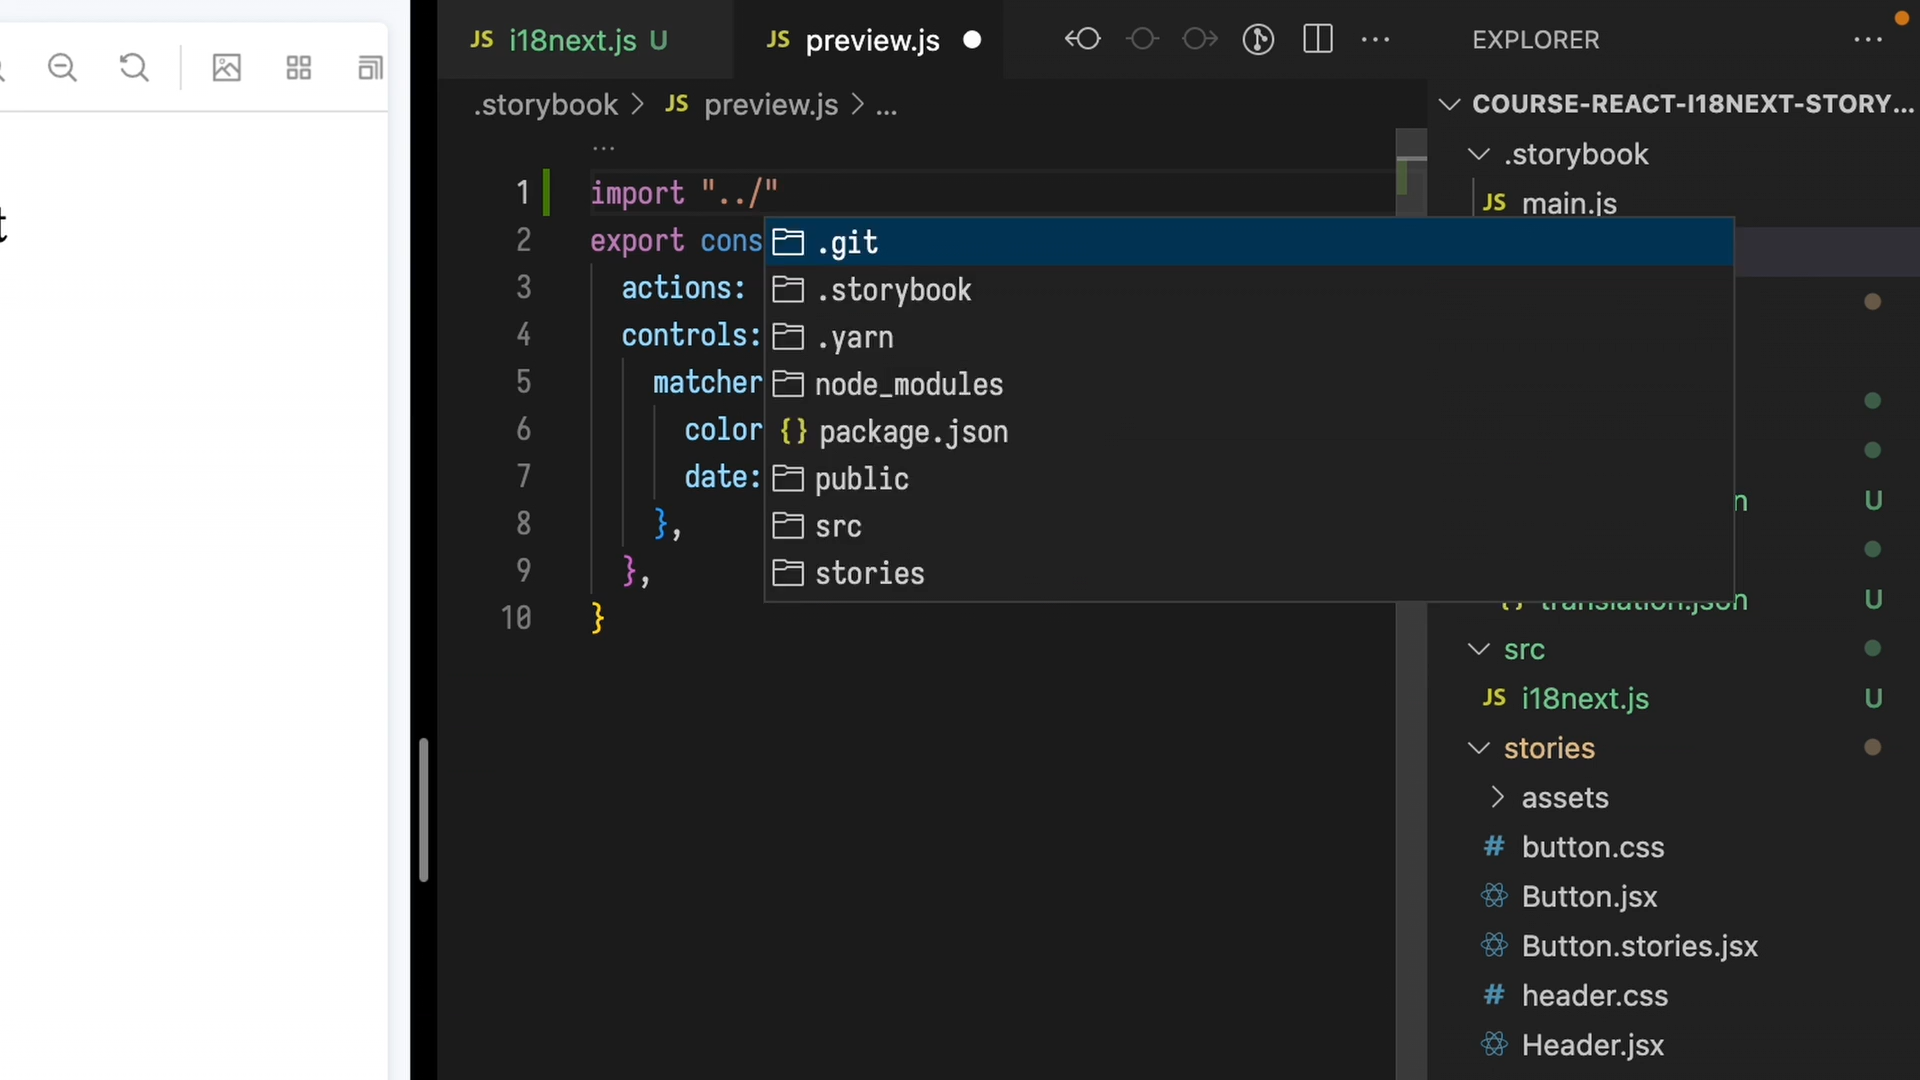 t
JS i18next.js U
JS preview.js
.storybook > JS preview.js > ...
...
1 import "../"
2 export cons
3 actions:
4 controls:
5 matcher
6 color
7 date:
8 },
9 },
10 }
.git
.storybook
.yarn
node_modules
{} package.json
public
src
stories
EXPLORER
COURSE-REACT-I18NEXT-STORY...
.storybook
JS main.js
n U
{} translation.json U
src
JS i18next.js U
stories
assets
# button.css
Button.jsx
Button.stories.jsx
# header.css
Header.jsx